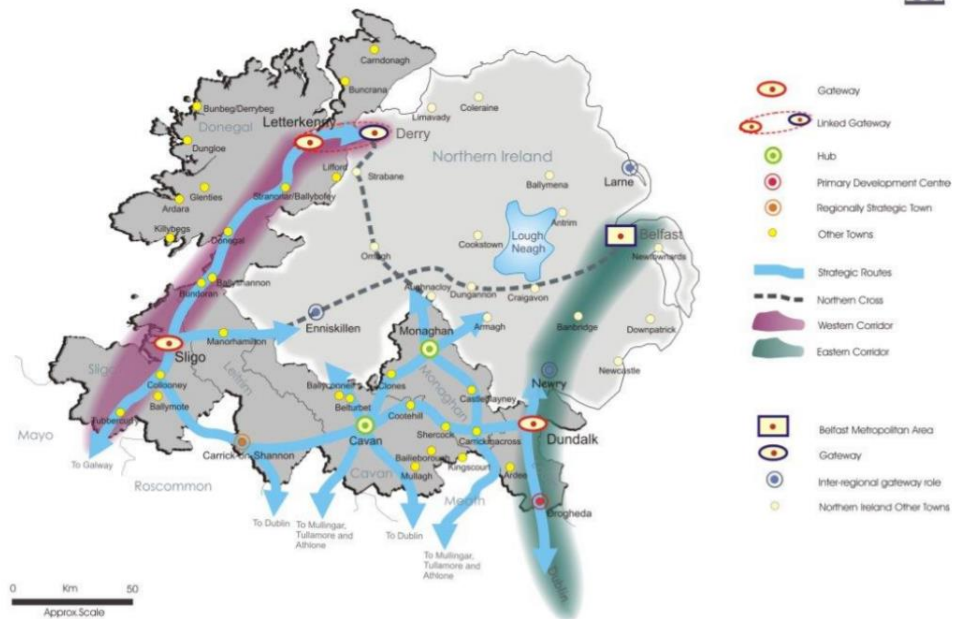 Carndonagh
Buncrana
Bunbeg/Derrybeg
Donegal
Letterkenny
Derry
Limavady
Coleraine
Dungloe
Lifford
Northern Ireland
Strabane
Larne
Glenties
Stranorlar/Ballybofey
Ballymena
Ardara
Killybegs
Antrim
Donegal
Cookstown
Lough
Neagh
Belfast
Newtownards
Omagh
Ballyshannon
Bundoran
Aughnacloy
Dungannon
Craigavon
Enniskillen
Armagh
Banbridge
Downpatrick
Manorhamilton
Monaghan
Sligo
Sligo
Leitrim
Newcastle
Collooney
Ballyconnell
Clones
Monaghan
Newry
Ballymote
Belturbet
Castleblayney
Tubbercurry
Cootehill
Mayo
Cavan
Shercock
Carrickmacross
Dundalk
Carrick-on-Shannon
Bailieborough
Kingscourt
Ardee
To Galway
Cavan
Mullagh
Roscommon
Meath
Drogheda
To Dublin
To Mullingar,
Tullamore and
Athlone
To Dublin
To Mullingar,
Tullamore and
Athlone
Dublin
0 Km 50
Approx.Scale
Gateway
Linked Gateway
Hub
Primary Development Centre
Regionally Strategic Town
Other Towns
Strategic Routes
Northern Cross
Western Corridor
Eastern Corridor
Belfast Metropolitan Area
Gateway
Inter-regional gateway role
Northern Ireland Other Towns